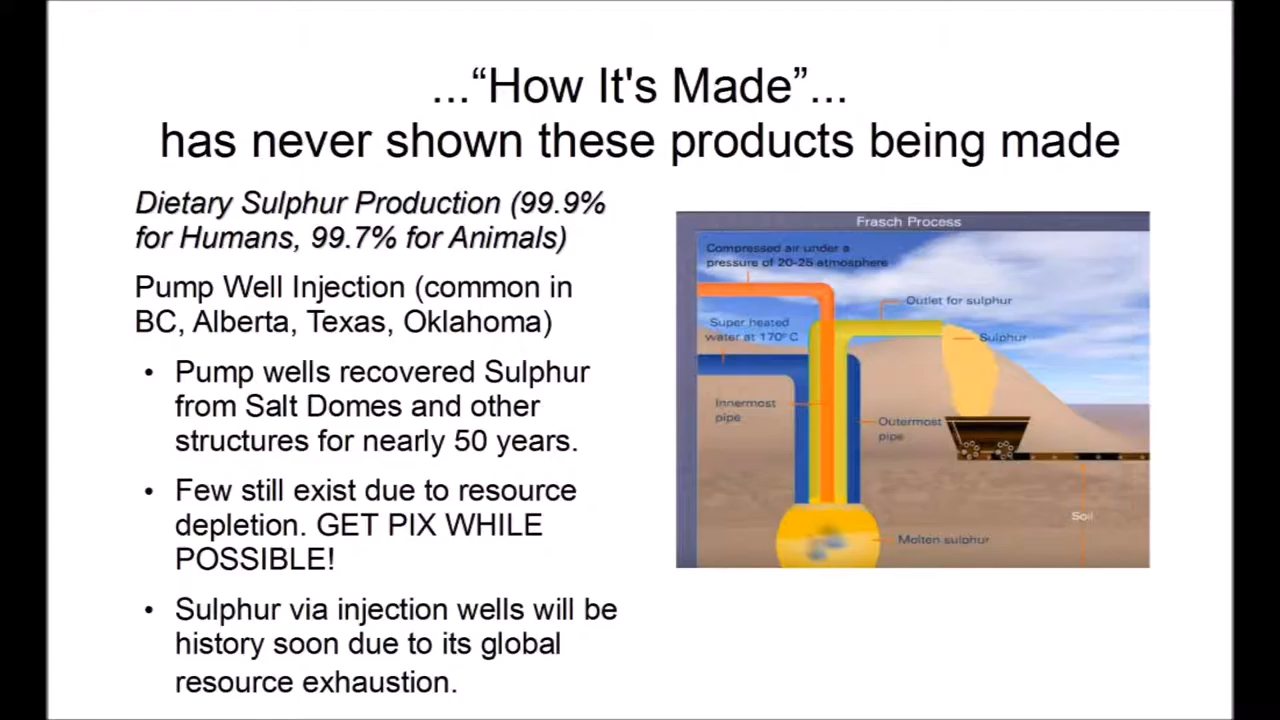 ..."How It's Made"...
has never shown these products being made
Dietary Sulphur Production (99.9%
for Humans, 99.7% for Animals)
Pump Well Injection (common in
BC, Alberta, Texas, Oklahoma)
• Pump wells recovered Sulphur
from Salt Domes and other
structures for nearly 50 years.
• Few still exist due to resource
depletion. GET PIX WHILE
POSSIBLE!
• Sulphur via injection wells will be
history soon due to its global
resource exhaustion.
Frasch Process
Compressed air under a
pressure of 20-25 atmosphere
Outlet for sulphur
Super heated
water at 170° C
Sulphur
Innermost
pipe
Outermost
pipe
Soil
Molten sulphur